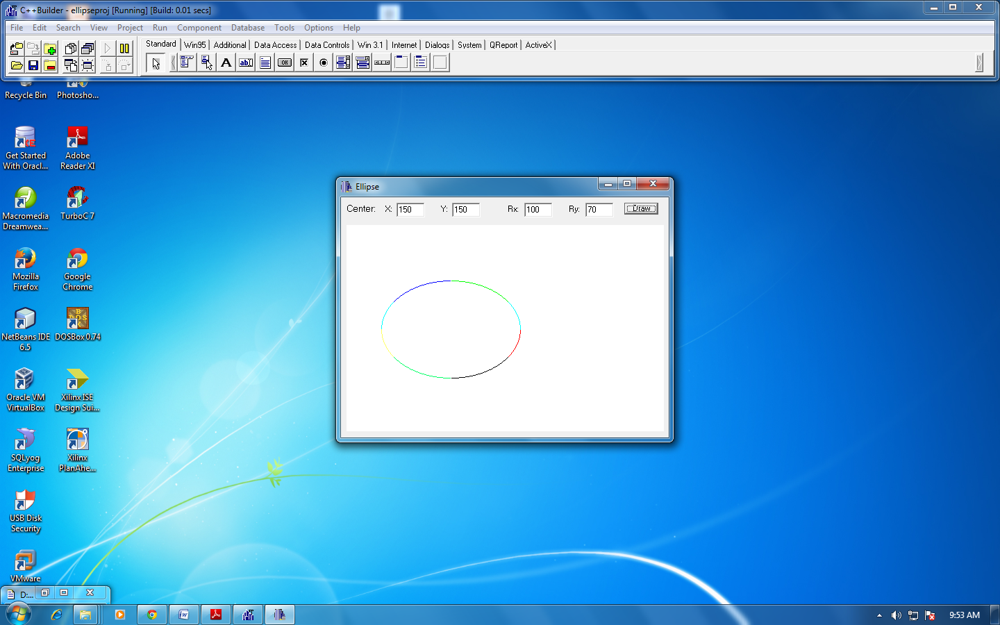 C++Builder - ellipseproj [Running] [Build: 0.01 secs]
File Edit Search View Project Run Component Database Tools Options Help
Standard Win95 Additional Data Access Data Controls Win 3.1 Internet Dialogs System QReport ActiveX
A ab OK
Recycle Bin
Photosho...
Get Started
With Oracl...
Adobe
Reader XI
Macromedia
Dreamwea...
TurboC 7
Mozilla
Firefox
Google
Chrome
NetBeans IDE
6.5
DOSBox 0.74
Oracle VM
VirtualBox
Xilinx ISE
Design Sui...
SQLyog
Enterprise
Xilinx
PlanAhe...
USB Disk
Security
VMware
Ellipse
Center: X: 150 Y: 150 Rx: 100 Ry: 70 Draw
D:...
9:53 AM